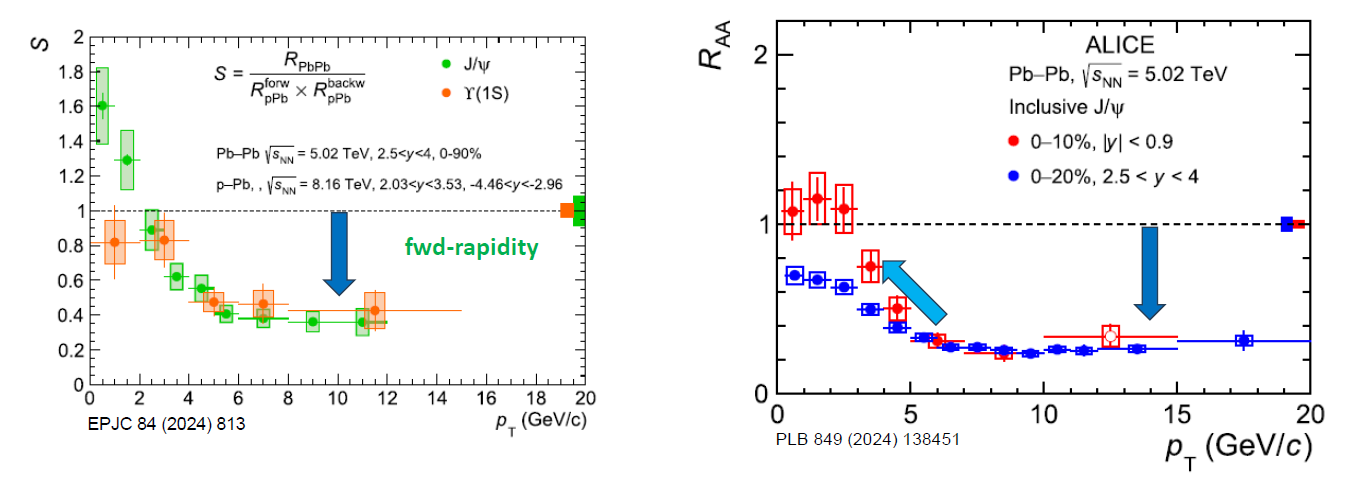 S
2
1.8
1.6
1.4
1.2
1
0.8
0.6
0.4
0.2
0
S = R_PbPb / (R^forw_pPb × R^backw_pPb)
J/ψ
ϒ(1S)
Pb–Pb √s_NN = 5.02 TeV, 2.5<y<4, 0-90%
p–Pb, , √s_NN = 8.16 TeV, 2.03<y<3.53, -4.46<y<-2.96
fwd-rapidity
0 2 4 6 8 10 12 14 16 18 20
p_T (GeV/c)
EPJC 84 (2024) 813
R_AA
2
1
0
ALICE
Pb–Pb, √s_NN = 5.02 TeV
Inclusive J/ψ
0–10%, |y| < 0.9
0–20%, 2.5 < y < 4
0 5 10 15 20
p_T (GeV/c)
PLB 849 (2024) 138451